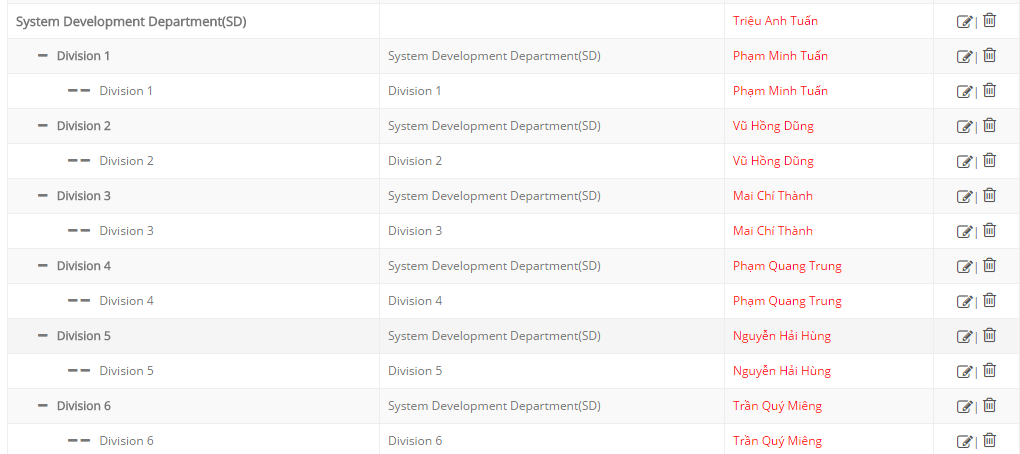 System Development Department(SD) Triệu Anh Tuấn |
Division 1 System Development Department(SD) Phạm Minh Tuấn |
Division 1 Division 1 Phạm Minh Tuấn |
Division 2 System Development Department(SD) Vũ Hồng Dũng |
Division 2 Division 2 Vũ Hồng Dũng |
Division 3 System Development Department(SD) Mai Chí Thành |
Division 3 Division 3 Mai Chí Thành |
Division 4 System Development Department(SD) Phạm Quang Trung |
Division 4 Division 4 Phạm Quang Trung |
Division 5 System Development Department(SD) Nguyễn Hải Hùng |
Division 5 Division 5 Nguyễn Hải Hùng |
Division 6 System Development Department(SD) Trần Quý Miêng |
Division 6 Division 6 Trần Quý Miêng |